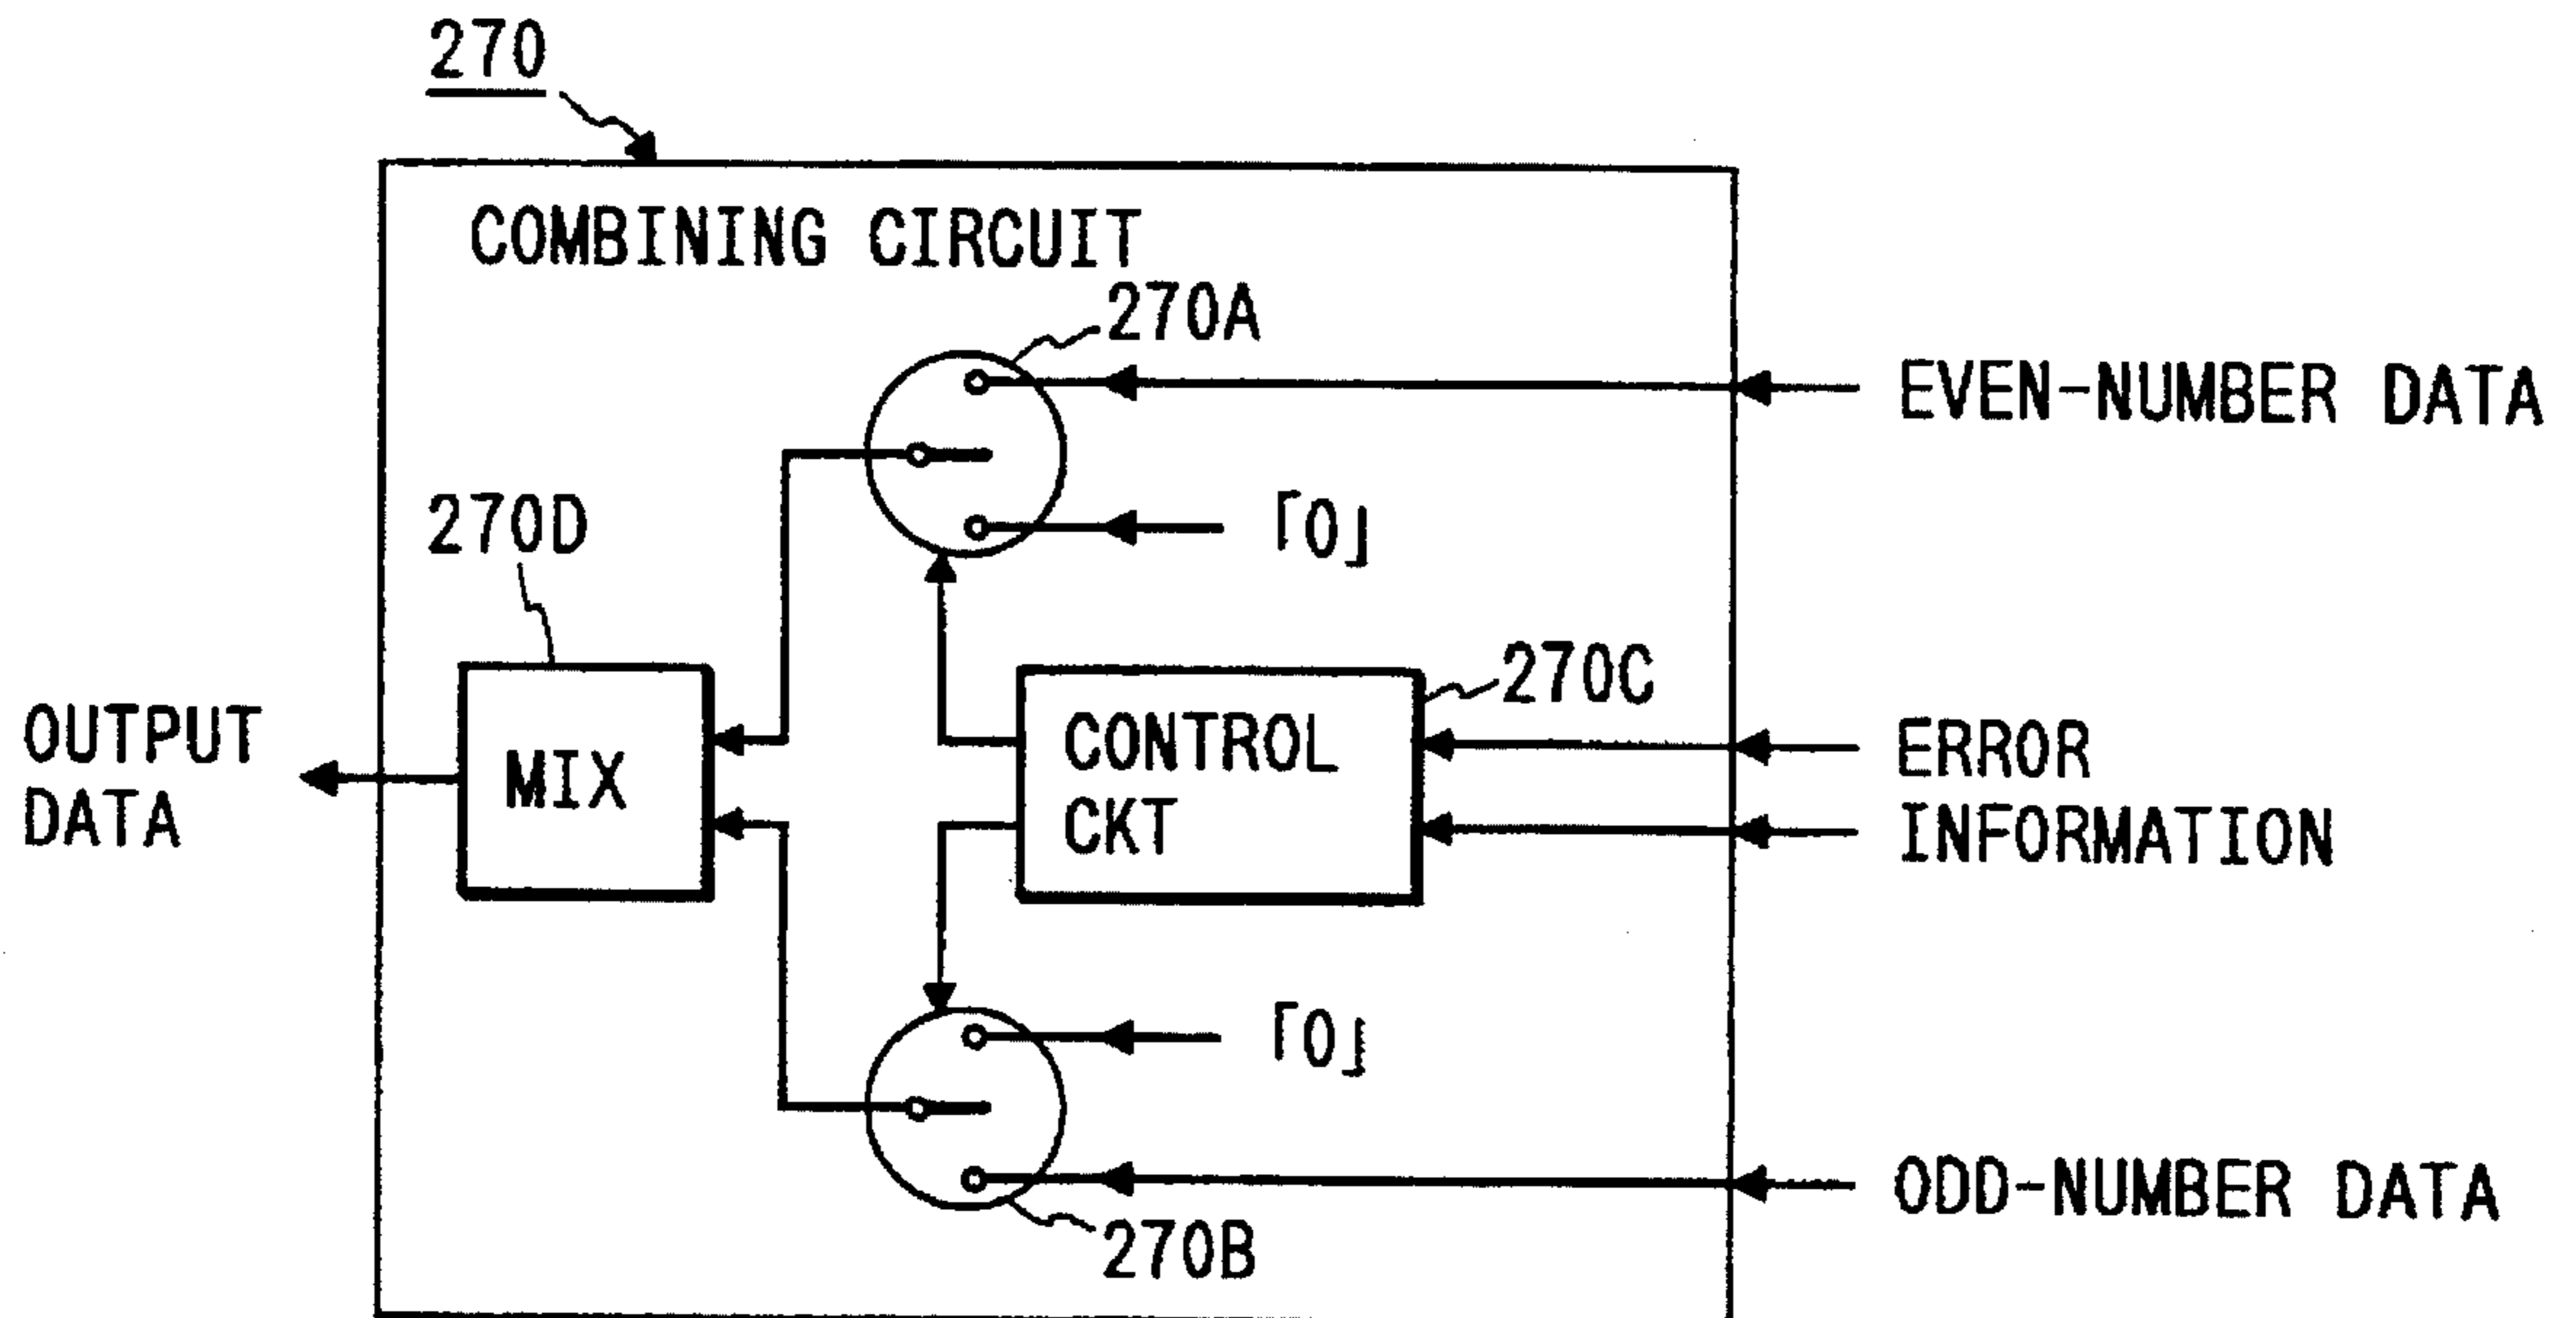 270
COMBINING CIRCUIT
270A
EVEN-NUMBER DATA
「0」
270D
270C
OUTPUT
DATA
MIX
CONTROL
CKT
ERROR
INFORMATION
「0」
ODD-NUMBER DATA
270B